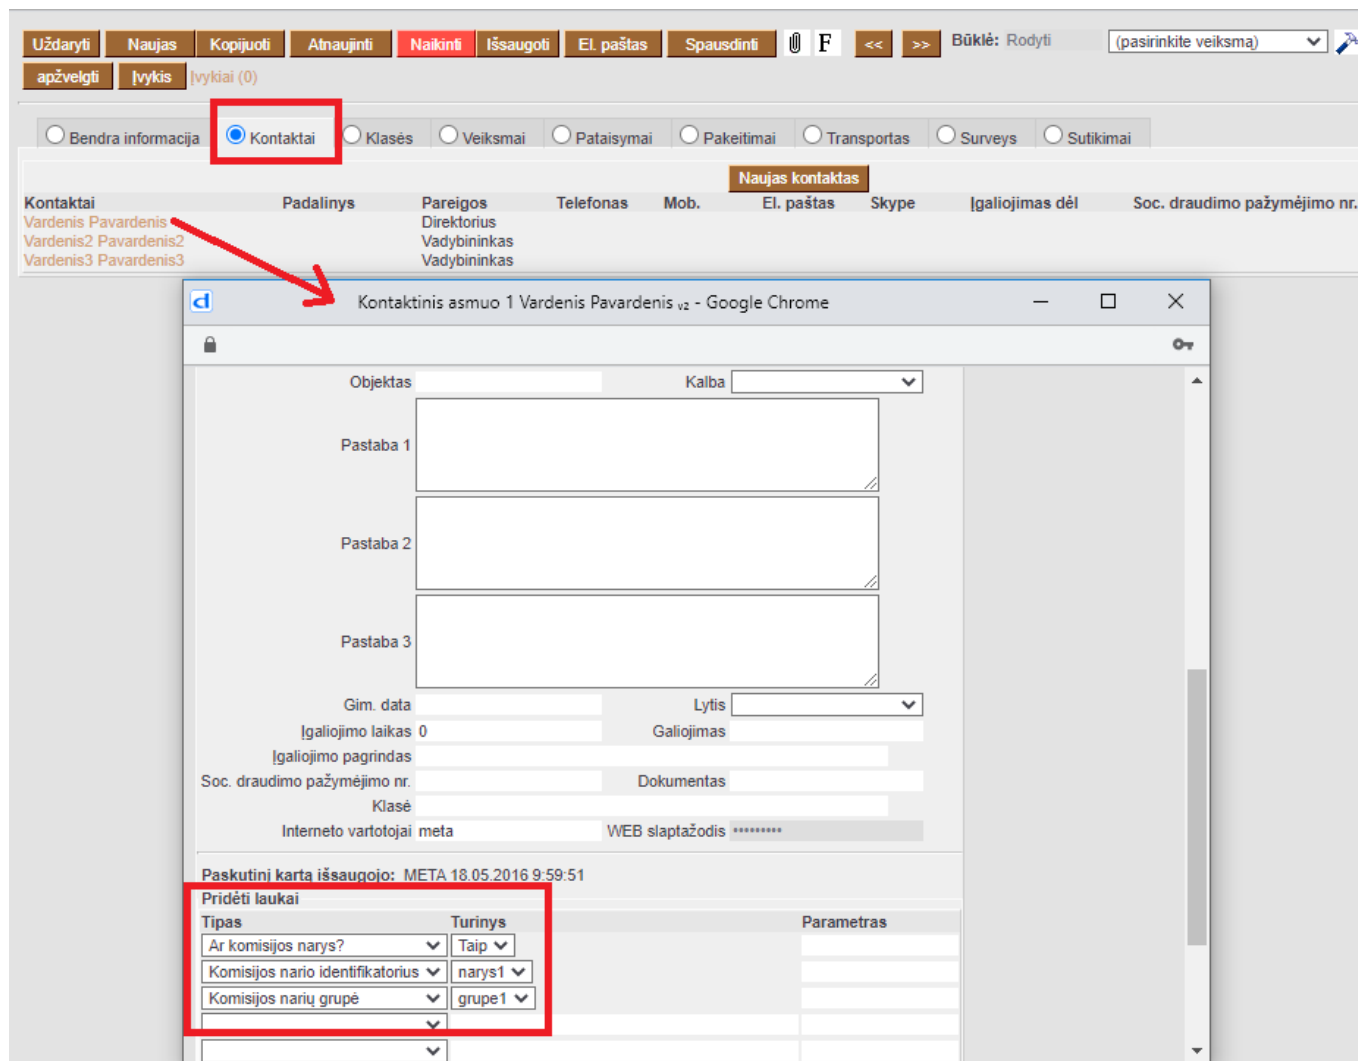 Uždaryti Naujas Kopijuoti Atnaujinti Naikinti Išsaugoti El. paštas Spausdinti F << >> Būklė: Rodyti (pasirinkite veiksmą)
apžvelgti Įvykis Įvykiai (0)
Bendra informacija Kontaktai Klasės Veiksmai Pataisymai Pakeitimai Transportas Surveys Sutikimai
Naujas kontaktas
Kontaktai Padalinys Pareigos Telefonas Mob. El. paštas Skype Įgaliojimas dėl Soc. draudimo pažymėjimo nr.
Vardenis Pavardenis Direktorius
Vardenis2 Pavardenis2 Vadybininkas
Vardenis3 Pavardenis3 Vadybininkas
d Kontaktinis asmuo 1 Vardenis Pavardenis v2 - Google Chrome
Objektas Kalba
Pastaba 1
Pastaba 2
Pastaba 3
Gim. data Lytis
Įgaliojimo laikas 0 Galiojimas
Įgaliojimo pagrindas
Soc. draudimo pažymėjimo nr. Dokumentas
Klasė
Interneto vartotojai meta WEB slaptažodis •••••••••
Paskutinį kartą išsaugojo: META 18.05.2016 9:59:51
Pridėti laukai
Tipas Turinys Parametras
Ar komisijos narys? Taip
Komisijos nario identifikatorius narys1
Komisijos narių grupė grupe1